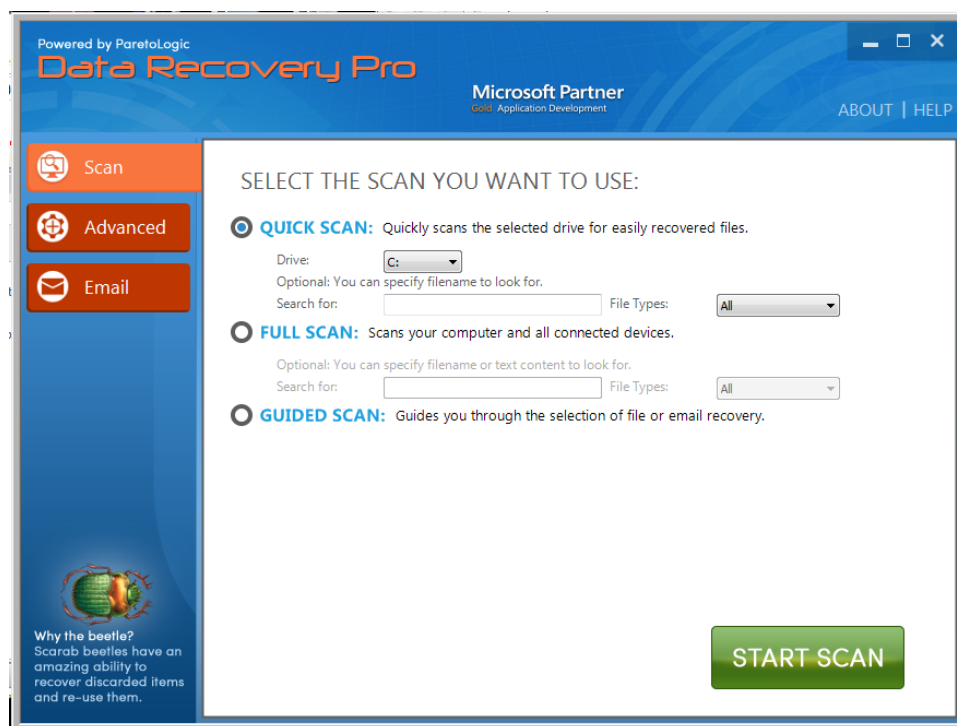 Powered by ParetoLogic
Data Recovery Pro
Microsoft Partner
Gold Application Development
ABOUT | HELP
Scan
Advanced
Email
SELECT THE SCAN YOU WANT TO USE:
QUICK SCAN: Quickly scans the selected drive for easily recovered files.
Drive: C:
Optional: You can specify filename to look for.
Search for: File Types: All
FULL SCAN: Scans your computer and all connected devices.
Optional: You can specify filename or text content to look for.
Search for: File Types: All
GUIDED SCAN: Guides you through the selection of file or email recovery.
START SCAN
Why the beetle?
Scarab beetles have an
amazing ability to
recover discarded items
and re-use them.